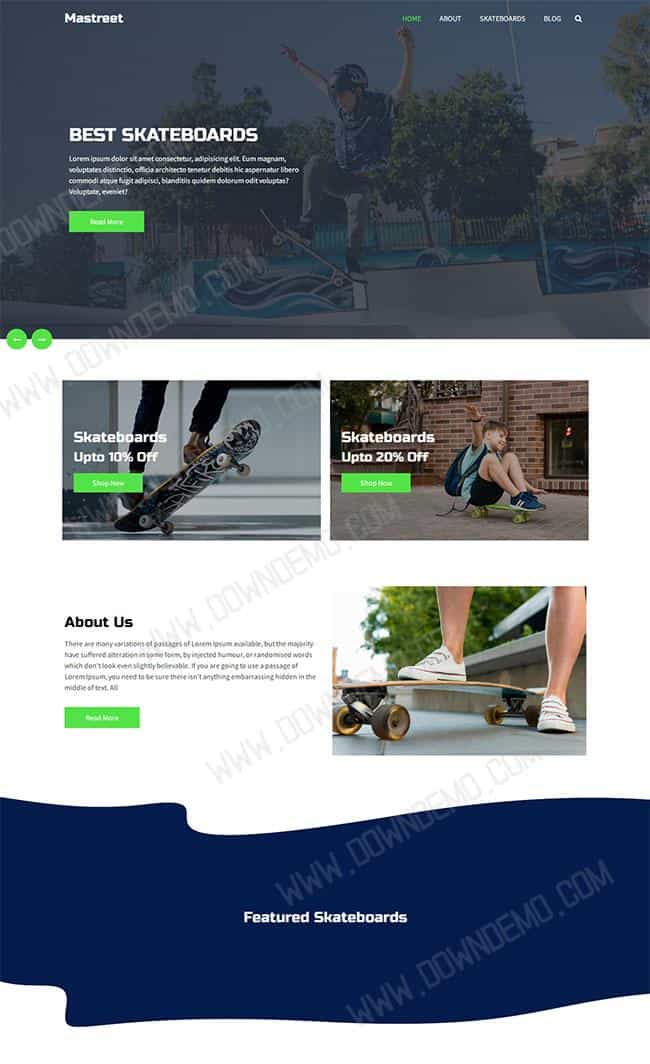 Mastreet
HOME ABOUT SKATEBOARDS BLOG
BEST SKATEBOARDS
Lorem ipsum dolor sit amet consectetur, adipisicing elit. Eum magnam,
voluptates distinctio, officia architecto tenetur debitis hic aspernatur libero
commodi atque fugit adipisci, blanditiis quidem dolorum odit voluptas?
Voluptate, eveniet?
Read More
Skateboards
Upto 10% Off
Shop Now
Skateboards
Upto 20% Off
Shop Now
About Us
There are many variations of passages of Lorem Ipsum available, but the majority
have suffered alteration in some form, by injected humour, or randomised words
which don't look even slightly believable. If you are going to use a passage of
Lorem Ipsum, you need to be sure there isn't anything embarrassing hidden in the
middle of text. All
Read More
Featured Skateboards
WWW.DOWNDEMO.COM
WWW.DOWNDEMO.COM
WWW.DOWNDEMO.COM
WWW.DOWNDEMO.COM
WWW.DOWNDEMO.COM
WWW.DOWNDEMO.COM